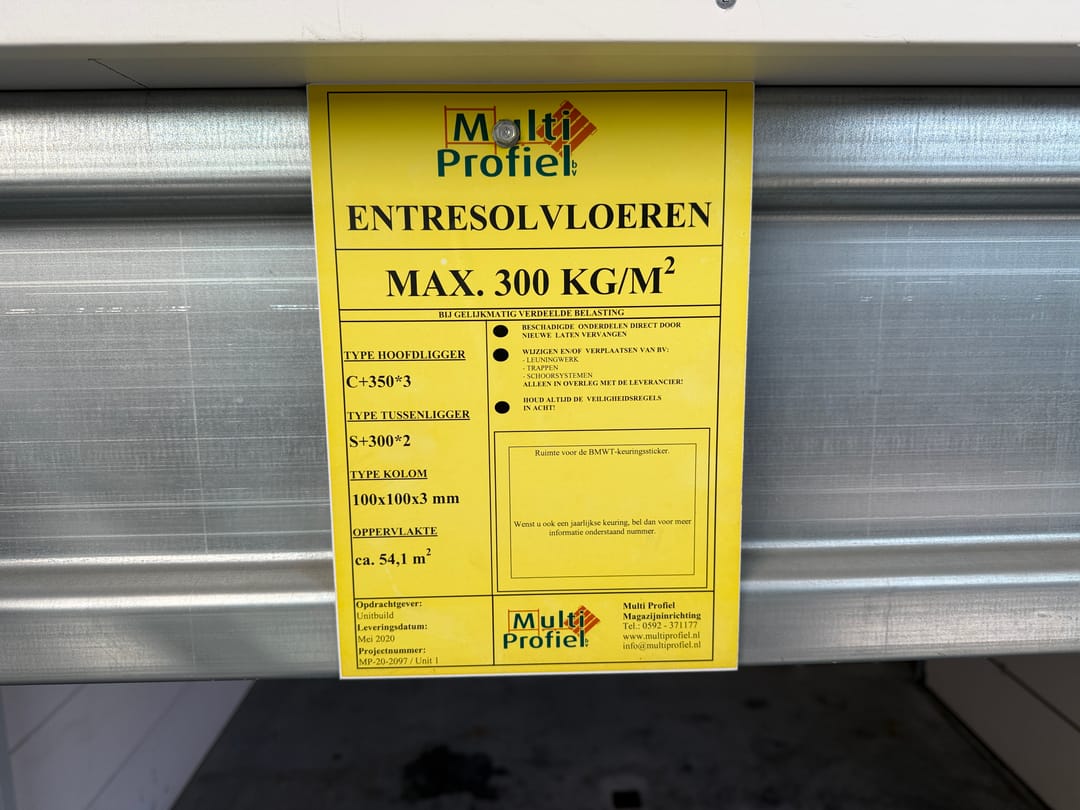 Multi
Profiel bv
ENTRESOLVLOEREN
MAX. 300 KG/M²
BIJ GELIJKMATIG VERDEELDE BELASTING
TYPE HOOFDLIGGER
C+350*3
TYPE TUSSENLIGGER
S+300*2
TYPE KOLOM
100x100x3 mm
OPPERVLAKTE
ca. 54,1 m²
BESCHADIGDE ONDERDELEN DIRECT DOOR
NIEUWE LATEN VERVANGEN
WIJZIGEN EN/OF VERPLAATSEN VAN BV:
- LEUNINGWERK
- TRAPPEN
- SCHOORSYSTEMEN
ALLEEN IN OVERLEG MET DE LEVERANCIER!
HOUD ALTIJD DE VEILIGHEIDSREGELS
IN ACHT!
Ruimte voor de BMWT-keuringssticker.
Wenst u ook een jaarlijkse keuring, bel dan voor meer
informatie onderstaand nummer.
Opdrachtgever:
Unitbuild
Leveringsdatum:
Mei 2020
Projectnummer:
MP-20-2097 / Unit 1
Multi
Profiel bv
Multi Profiel
Magazijninrichting
Tel.: 0592 - 371177
www.multiprofiel.nl
info@multiprofiel.nl